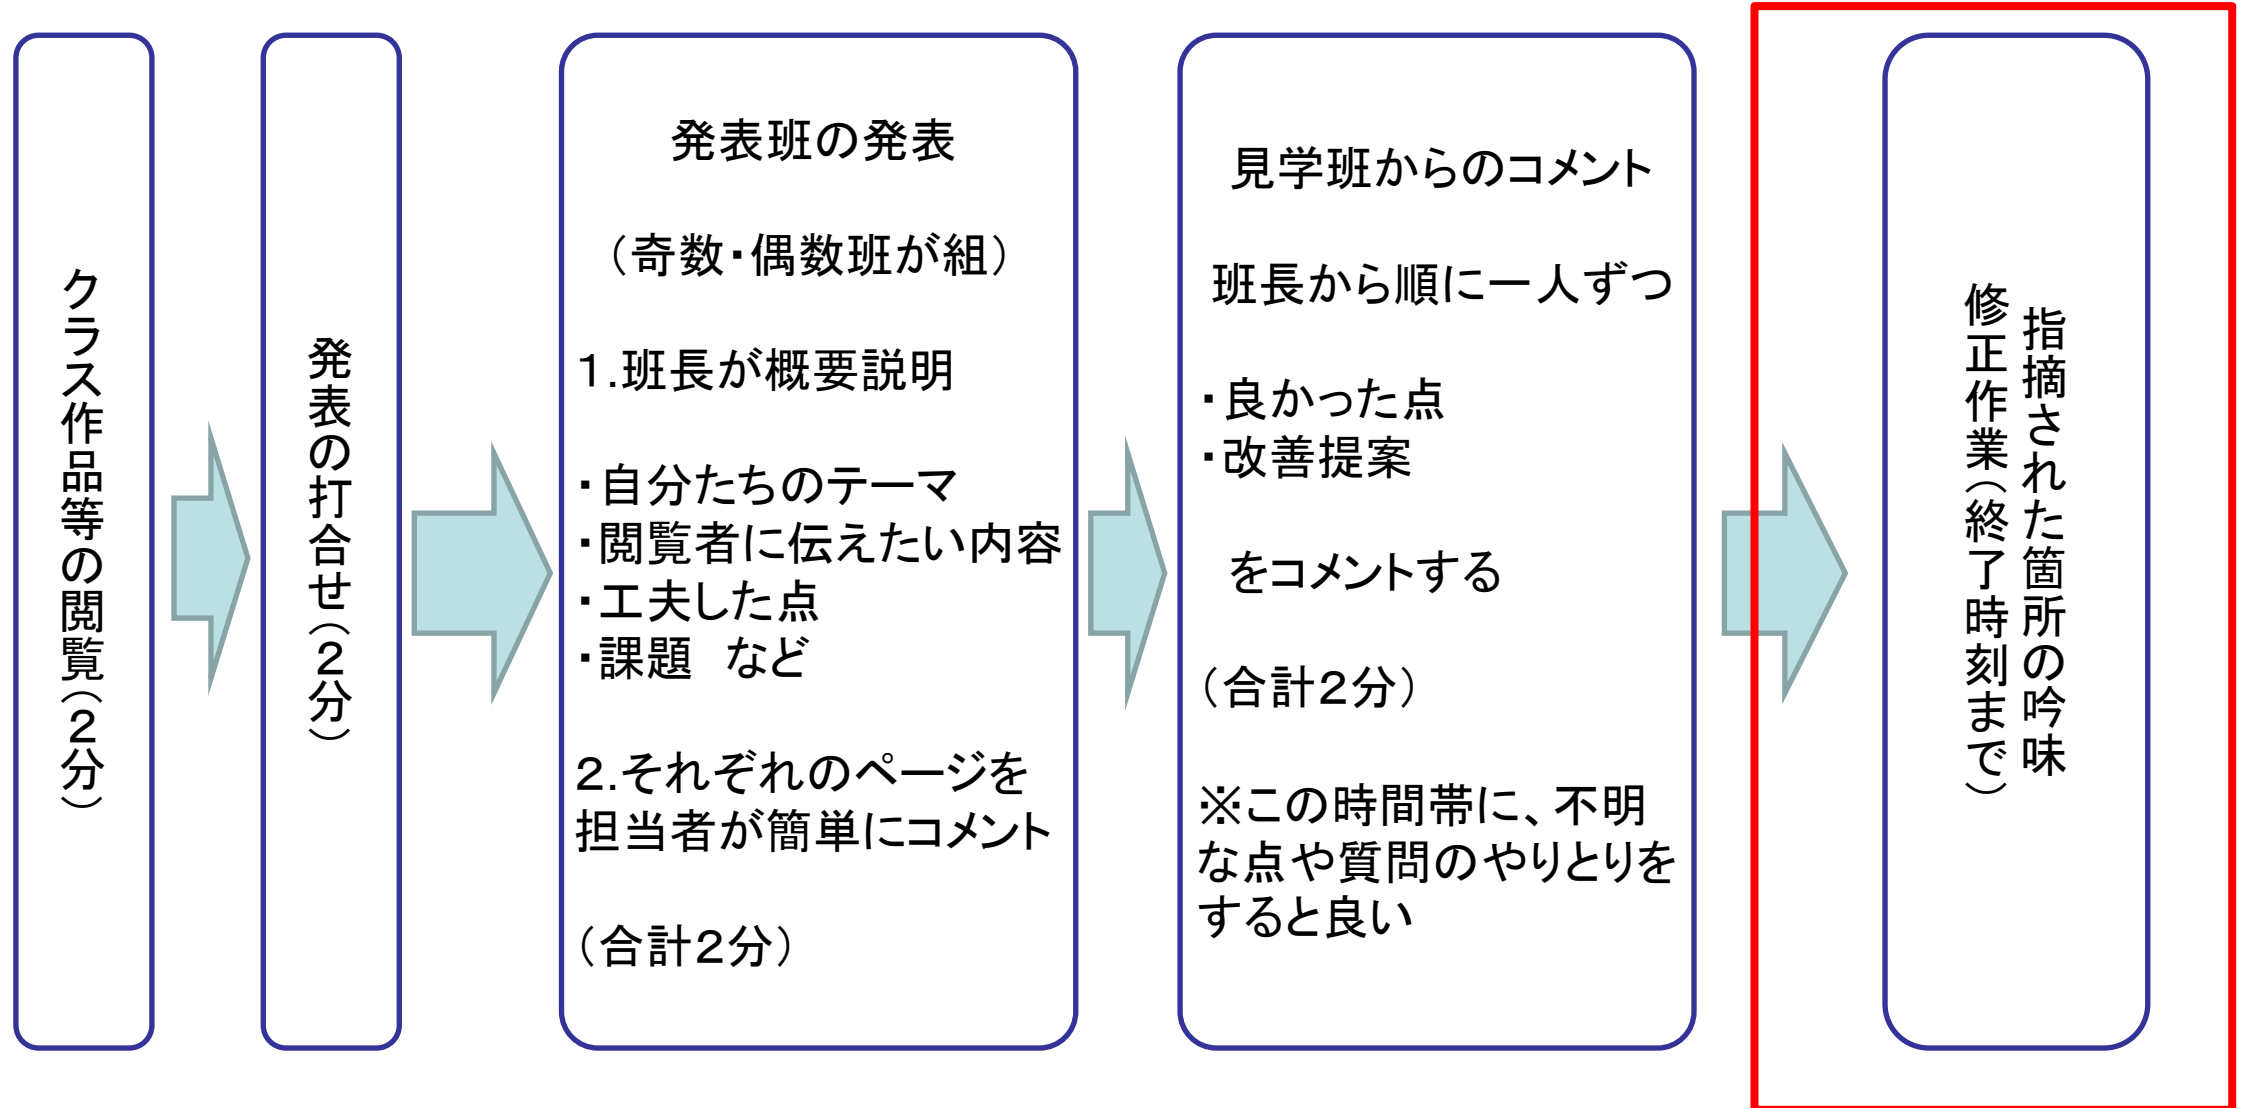 クラス作品等の閲覧（２分）
発表の打合せ（２分）
発表班の発表
（奇数・偶数班が組）
１.班長が概要説明
・自分たちのテーマ
・閲覧者に伝えたい内容
・工夫した点
・課題　など
２.それぞれのページを
担当者が簡単にコメント
（合計２分）
見学班からのコメント
班長から順に一人ずつ
・良かった点
・改善提案
をコメントする
（合計２分）
※この時間帯に、不明
な点や質問のやりとりを
すると良い
指摘された箇所の吟味
修正作業（終了時刻まで）